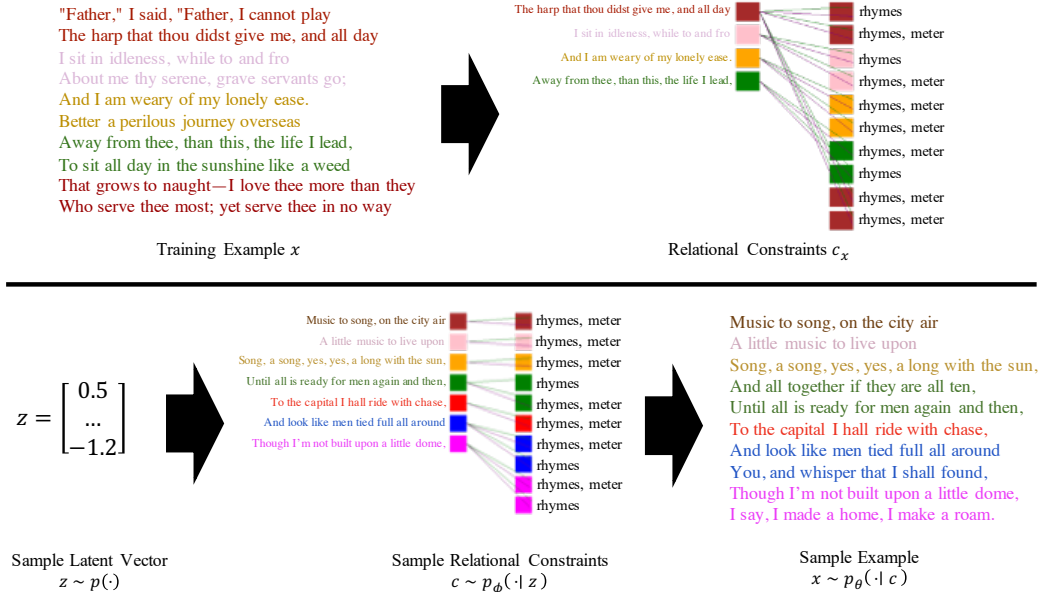 "Father," I said, "Father, I cannot play
The harp that thou didst give me, and all day
I sit in idleness, while to and fro
About me thy serene, grave servants go;
And I am weary of my lonely ease.
Better a perilous journey overseas
Away from thee, than this, the life I lead,
To sit all day in the sunshine like a weed
That grows to naught—I love thee more than they
Who serve thee most; yet serve thee in no way
Training Example x
The harp that thou didst give me, and all day
I sit in idleness, while to and fro
And I am weary of my lonely ease.
Away from thee, than this, the life I lead,
rhymes
rhymes, meter
rhymes
rhymes, meter
rhymes, meter
rhymes, meter
rhymes, meter
rhymes
rhymes, meter
rhymes, meter
Relational Constraints c_x
z = [0.5 ... −1.2]
Sample Latent Vector
z ~ p(·)
Music to song, on the city air
A little music to live upon
Song, a song, yes, yes, a long with the sun,
Until all is ready for men again and then,
To the capital I hall ride with chase,
And look like men tied full all around
Though I'm not built upon a little dome,
rhymes, meter
rhymes, meter
rhymes, meter
rhymes
rhymes, meter
rhymes, meter
rhymes, meter
rhymes
rhymes, meter
rhymes
Sample Relational Constraints
c ~ p_ϕ(·| z)
Music to song, on the city air
A little music to live upon
Song, a song, yes, yes, a long with the sun,
And all together if they are all ten,
Until all is ready for men again and then,
To the capital I hall ride with chase,
And look like men tied full all around
You, and whisper that I shall found,
Though I'm not built upon a little dome,
I say, I made a home, I make a roam.
Sample Example
x ~ p_θ(·| c)